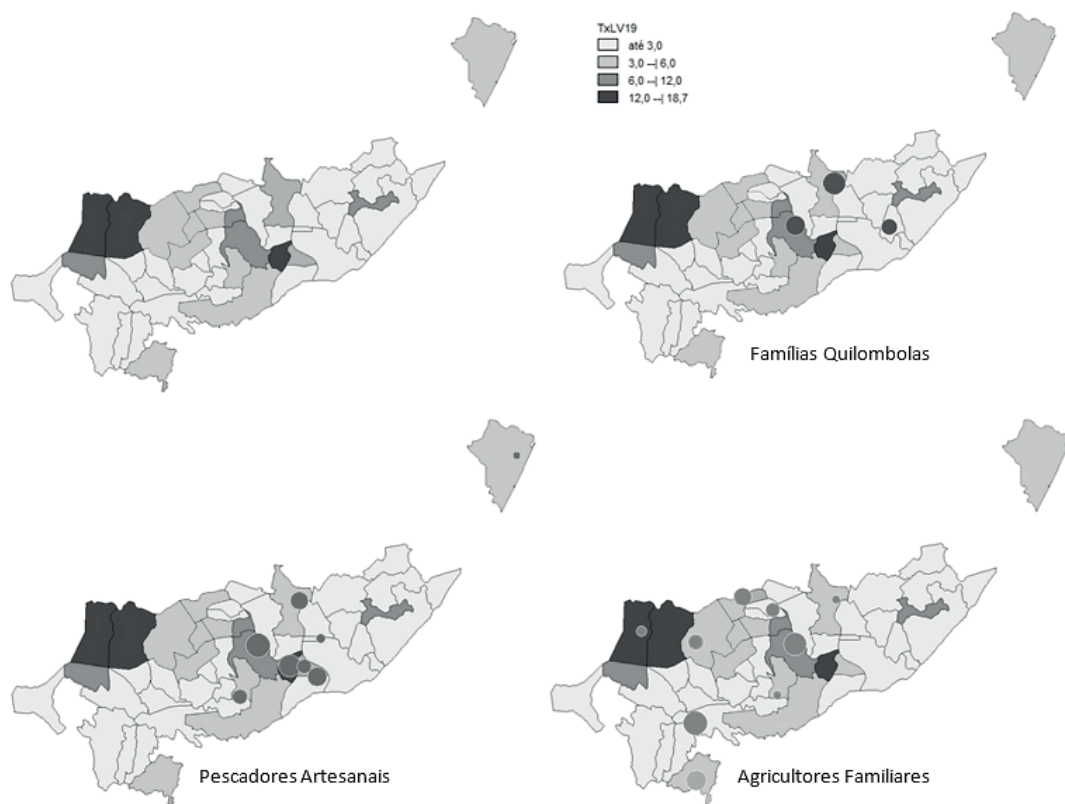 TxLV19
até 3,0
3,0 --| 6,0
6,0 --| 12,0
12,0 --| 18,7
Famílias Quilombolas
Pescadores Artesanais
Agricultores Familiares